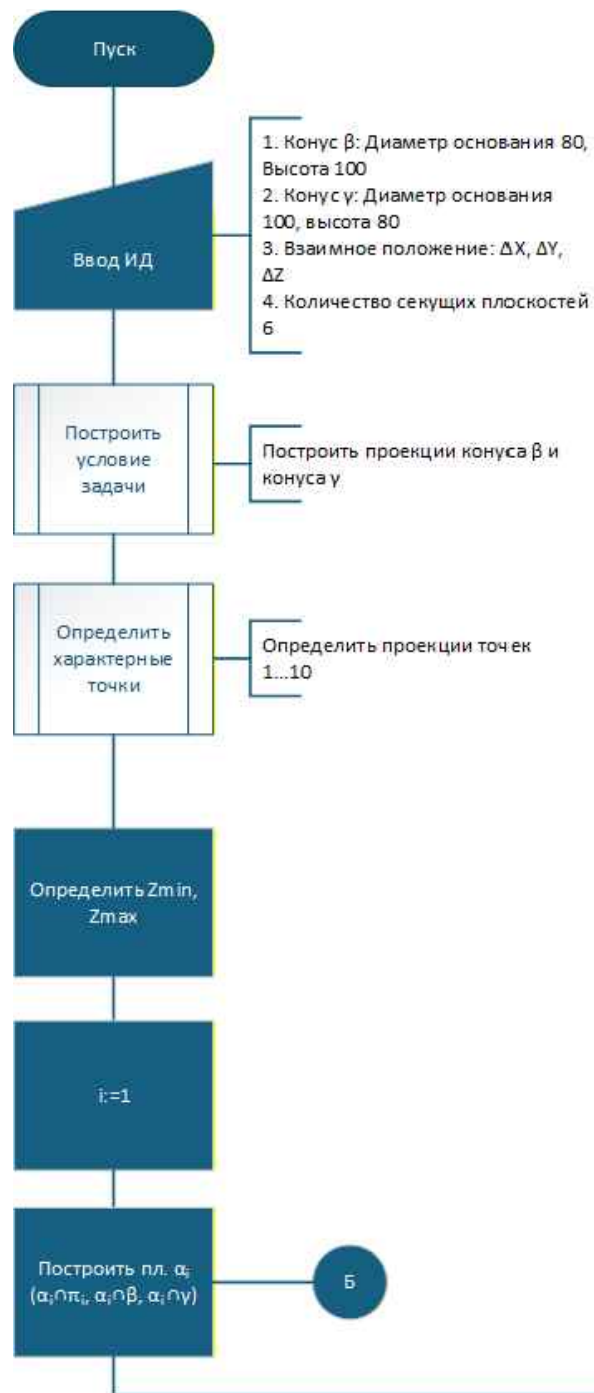 Пуск
1. Конус β: Диаметр основания 80,
Высота 100
2. Конус γ: Диаметр основания
100, высота 80
3. Взаимное положение: ΔX, ΔY,
ΔZ
4. Количество секущих плоскостей
6
Ввод ИД
Построить
условие
задачи
Построить проекции конуса β и
конуса γ
Определить
характерные
точки
Определить проекции точек
1...10
Определить Zmin,
Zmax
i:=1
Построить пл. αᵢ
(αᵢ∩πᵢ, αᵢ∩β, αᵢ∩γ)
Б